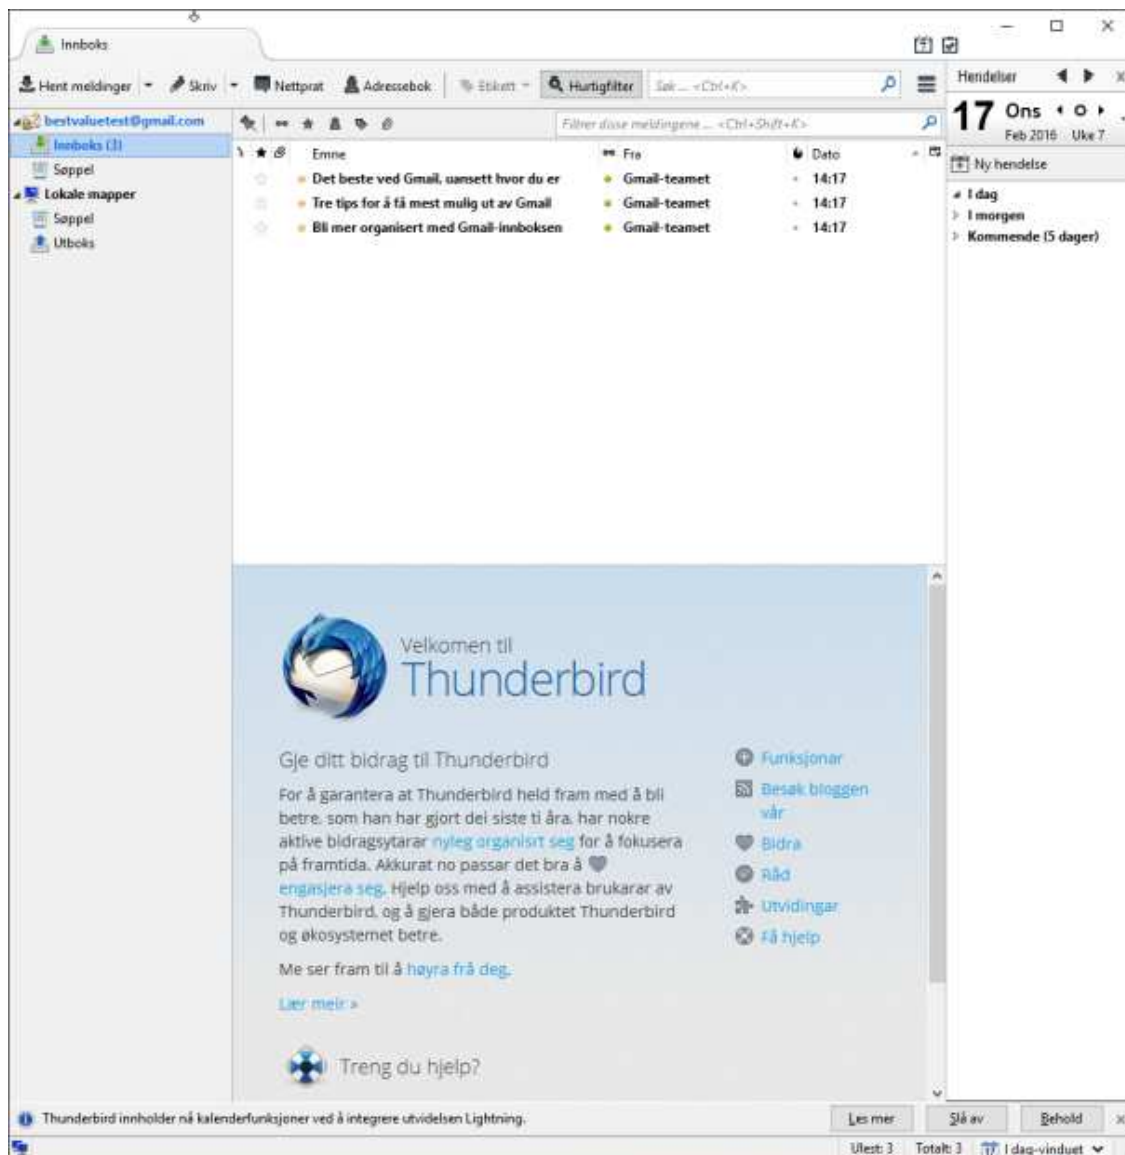 Innboks
Hent meldinger Skriv Nettprat Adressebok Etikett Hurtigfilter Søk ... <Ctrl+K>
bestvaluetest@gmail.com
Innboks (3)
Søppel
Lokale mapper
Søppel
Utboks
Filtrer disse meldingene ... <Ctrl+Shift+K>
Emne Fra Dato
Det beste ved Gmail, uansett hvor du er Gmail-teamet 14:17
Tre tips for å få mest mulig ut av Gmail Gmail-teamet 14:17
Bli mer organisert med Gmail-innboksen Gmail-teamet 14:17
Hendelser
17 Ons
Feb 2016 Uke 7
Ny hendelse
I dag
I morgen
Kommende (5 dager)
Velkomen til
Thunderbird
Gje ditt bidrag til Thunderbird
For å garantera at Thunderbird held fram med å bli
betre, som han har gjort dei siste ti åra, har nokre
aktive bidragsytarar nyleg organisrt seg for å fokusera
på framtida. Akkurat no passar det bra å
engasjera seg. Hjelp oss med å assistera brukarar av
Thunderbird, og å gjera både produktet Thunderbird
og økosystemet betre.
Me ser fram til å høyra frå deg.
Lær meir »
Funksjonar
Besøk bloggen
vår
Bidra
Råd
Utvidingar
Få hjelp
Treng du hjelp?
Thunderbird innholder nå kalenderfunksjoner ved å integrere utvidelsen Lightning. Les mer Slå av Behold
Ulest: 3 Totalt: 3 17 I dag-vinduet